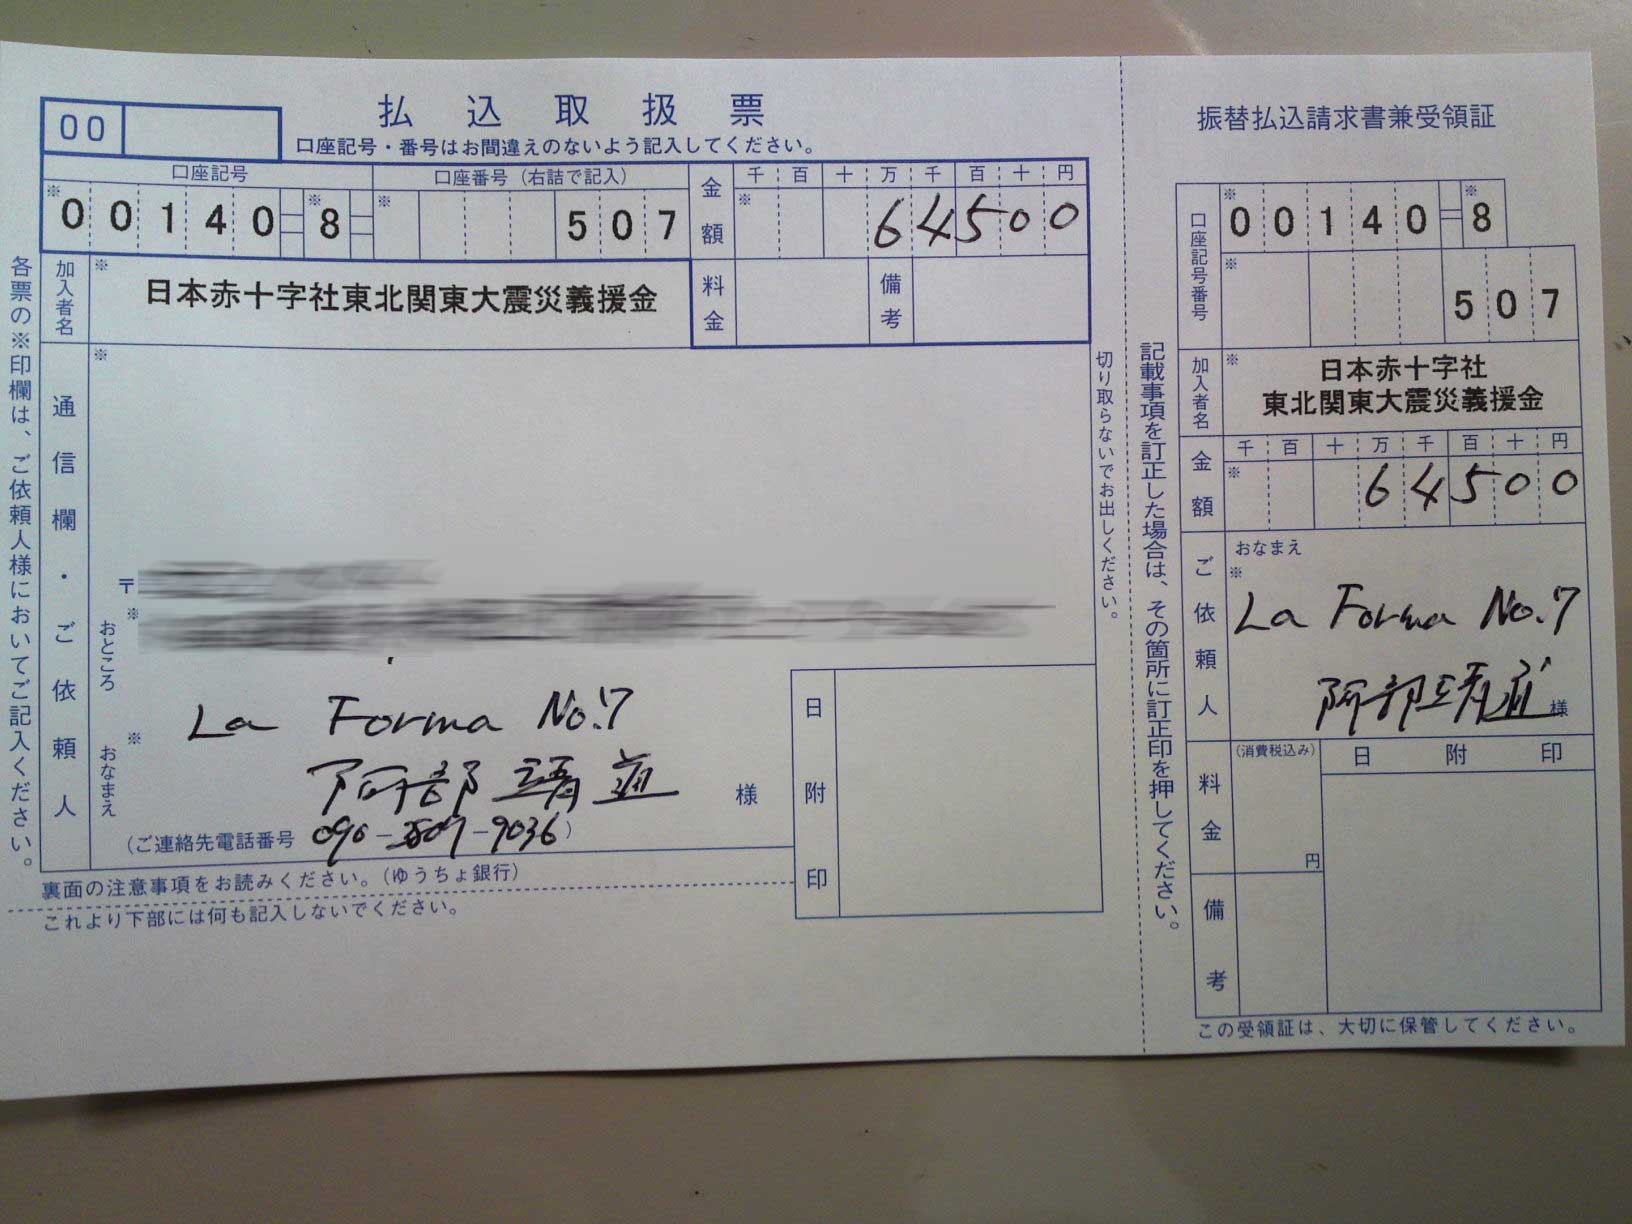 払込取扱票
00
口座記号・番号はお間違えのないよう記入してください。
口座記号 口座番号(右詰で記入)
※ 00140-※8-※ 507
金額 千百十万千百十円
※ 64500
加入者名 ※ 日本赤十字社東北関東大震災義援金
料金 備考
各票の※印欄は、ご依頼人様においてご記入ください。
通信欄・ご依頼人
※
〒
※
おところ
La Forma No.7
※
おなまえ
阿部 様
(ご連絡先電話番号 090- -9036)
日附印
裏面の注意事項をお読みください。(ゆうちょ銀行)
これより下部には何も記入しないでください。
切り取らないでお出しください。
記載事項を訂正した場合は、その箇所に訂正印を押してください。
振替払込請求書兼受領証
口座記号番号 ※ 00140-※8
※ 507
加入者名 ※ 日本赤十字社
東北関東大震災義援金
金額 千百十万千百十円
※ 64500
ご依頼人 おなまえ
※
La Forma No.7
阿部 様
料金 (消費税込み) 円
日附印
備考
この受領証は、大切に保管してください。